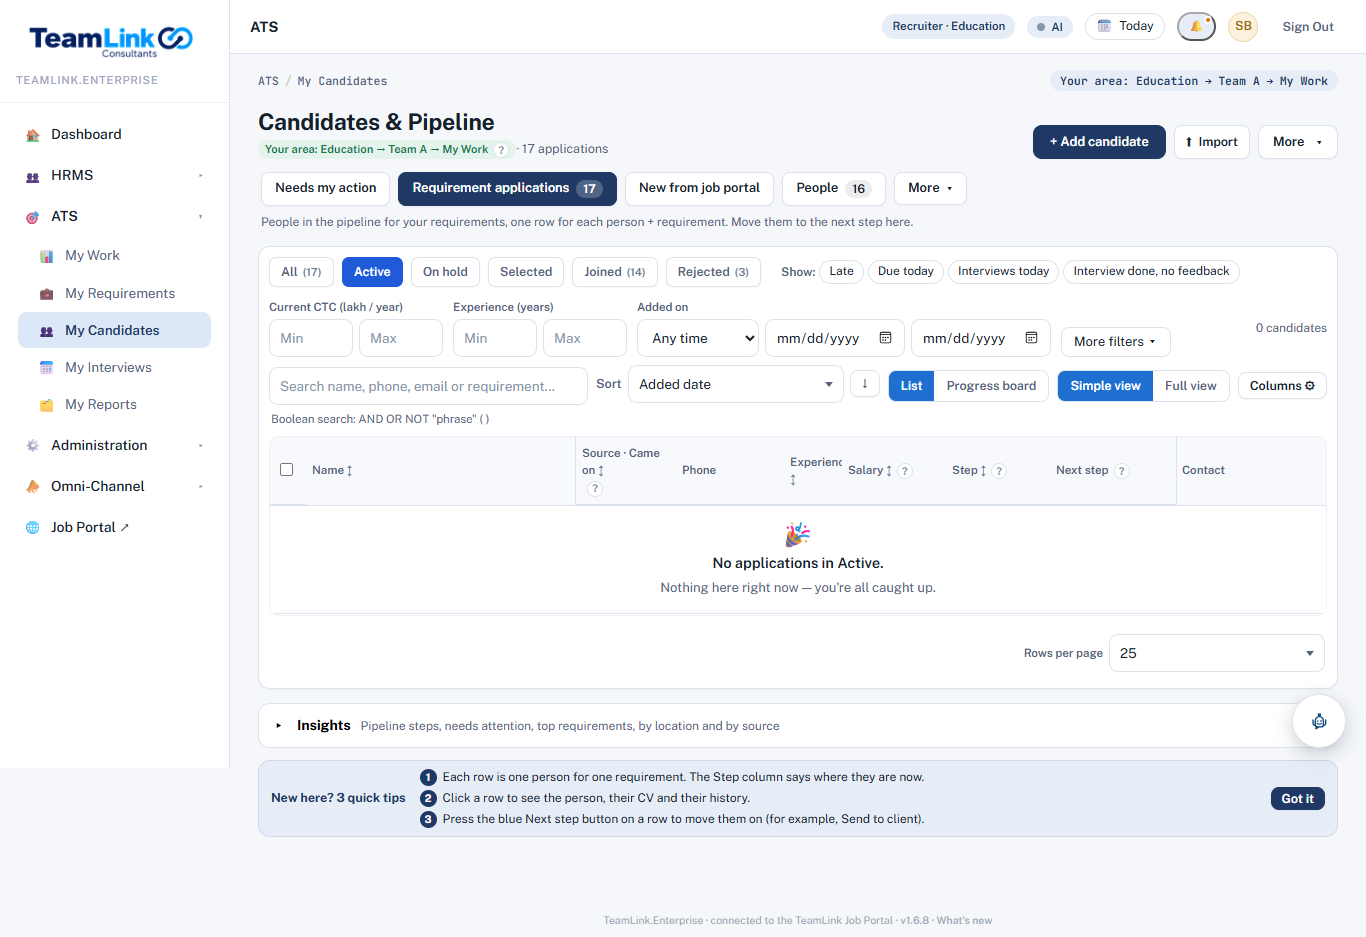 TeamLink
Consultants
TEAMLINK.ENTERPRISE
Dashboard
HRMS
ATS
My Work
My Requirements
My Candidates
My Interviews
My Reports
Administration
Omni-Channel
Job Portal ↗
ATS
Recruiter · Education
AI
Today
SB
Sign Out
ATS / My Candidates
Your area: Education → Team A → My Work
Candidates & Pipeline
Your area: Education → Team A → My Work ? · 17 applications
+ Add candidate
⬆ Import
More ▾
Needs my action
Requirement applications 17
New from job portal
People 16
More ▾
People in the pipeline for your requirements, one row for each person + requirement. Move them to the next step here.
All (17)
Active
On hold
Selected
Joined (14)
Rejected (3)
Show:
Late
Due today
Interviews today
Interview done, no feedback
Current CTC (lakh / year)
Experience (years)
Added on
Min
Max
Min
Max
Any time
mm/dd/yyyy
mm/dd/yyyy
More filters ▾
0 candidates
Search name, phone, email or requirement...
Sort
Added date
↓
List
Progress board
Simple view
Full view
Columns ⚙
Boolean search: AND OR NOT "phrase" ( )
Name ↕
Source · Came
on ↕
?
Phone
Experienc
↕
Salary ↕ ?
Step ↕ ?
Next step ?
Contact
No applications in Active.
Nothing here right now — you're all caught up.
Rows per page
25
▸ Insights Pipeline steps, needs attention, top requirements, by location and by source
New here? 3 quick tips
1 Each row is one person for one requirement. The Step column says where they are now.
2 Click a row to see the person, their CV and their history.
3 Press the blue Next step button on a row to move them on (for example, Send to client).
Got it
TeamLink.Enterprise · connected to the TeamLink Job Portal · v1.6.8 · What's new